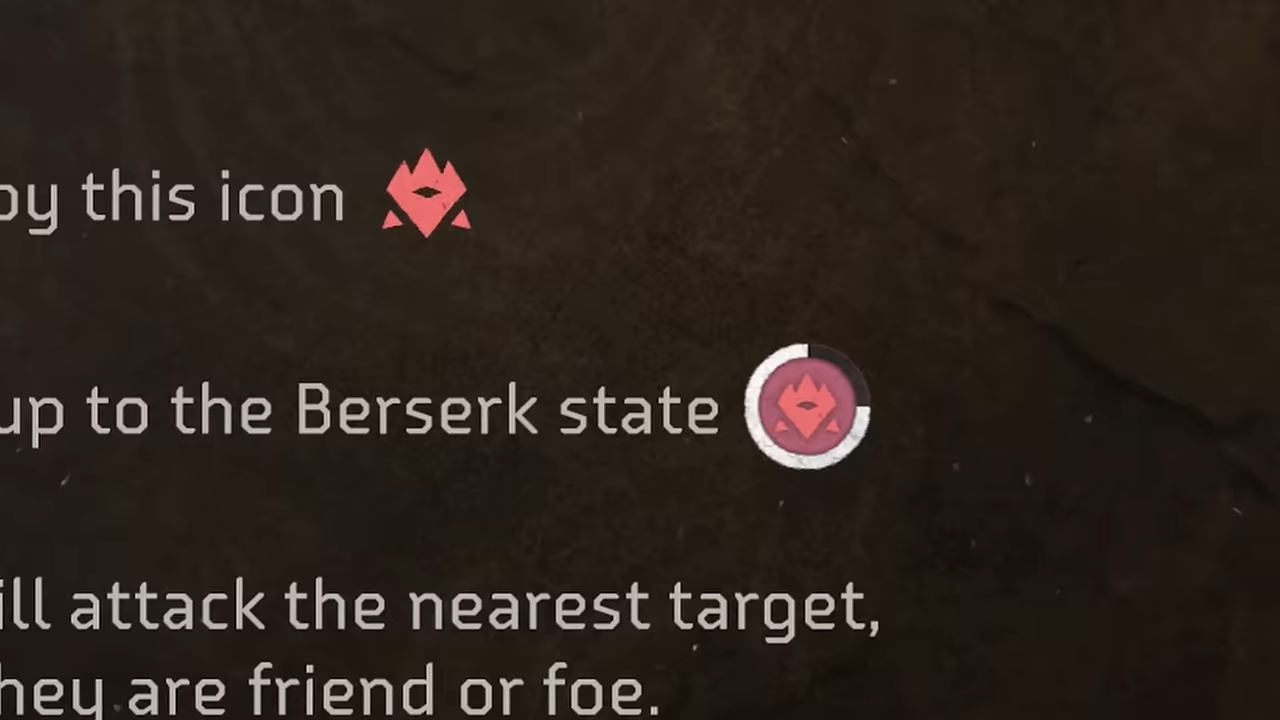 by this icon
up to the Berserk state
ill attack the nearest target,
hey are friend or foe.